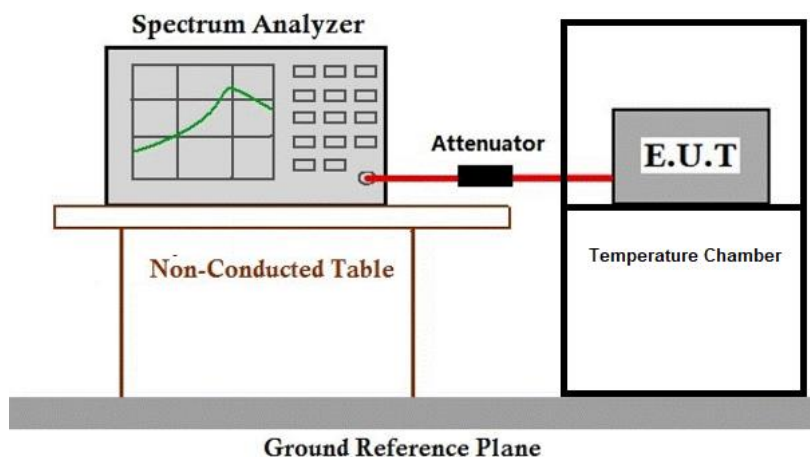 Spectrum Analyzer
Attenuator
E.U.T
Non-Conducted Table
Temperature Chamber
Ground Reference Plane